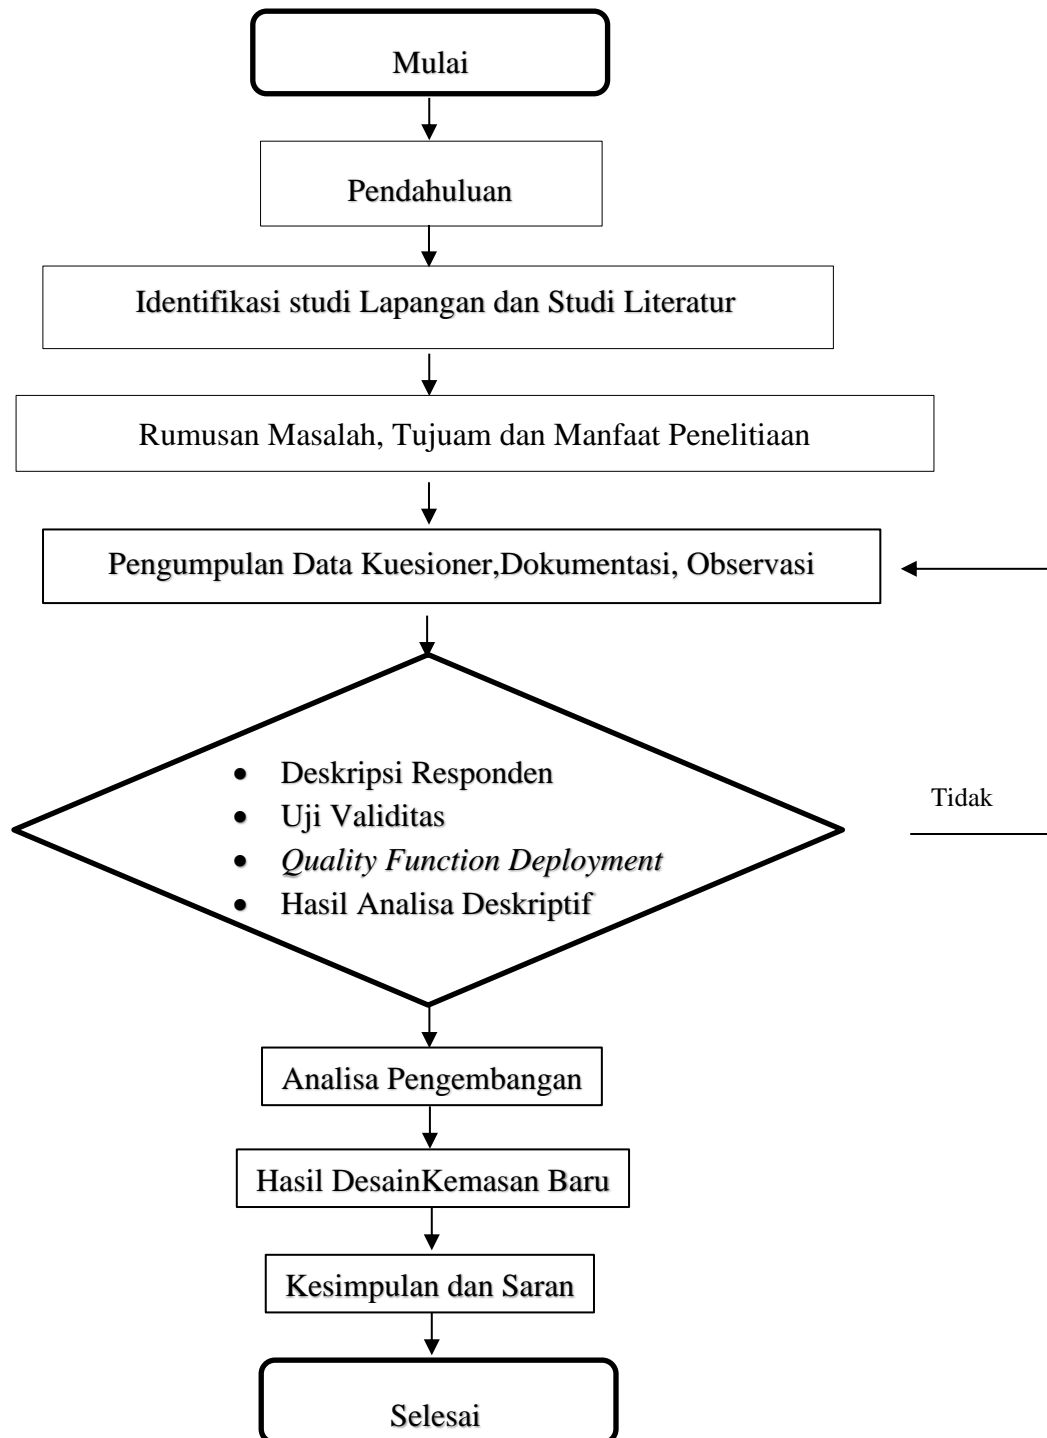 Mulai
Pendahuluan
Identifikasi studi Lapangan dan Studi Literatur
Rumusan Masalah, Tujuam dan Manfaat Penelitiaan
Pengumpulan Data Kuesioner,Dokumentasi, Observasi
• Deskripsi Responden
• Uji Validitas
• Quality Function Deployment
• Hasil Analisa Deskriptif
Tidak
Analisa Pengembangan
Hasil DesainKemasan Baru
Kesimpulan dan Saran
Selesai